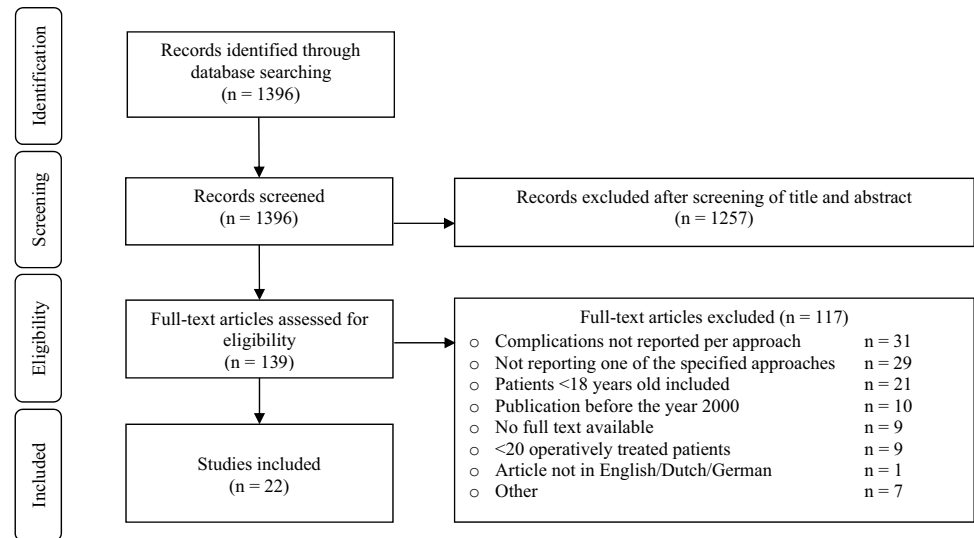 Identification
Records identified through
database searching
(n = 1396)
Screening
Records screened
(n = 1396)
Records excluded after screening of title and abstract
(n = 1257)
Eligibility
Full-text articles assessed for
eligibility
(n = 139)
Full-text articles excluded (n = 117)
o Complications not reported per approach n = 31
o Not reporting one of the specified approaches n = 29
o Patients <18 years old included n = 21
o Publication before the year 2000 n = 10
o No full text available n = 9
o <20 operatively treated patients n = 9
o Article not in English/Dutch/German n = 1
o Other n = 7
Included
Studies included
(n = 22)